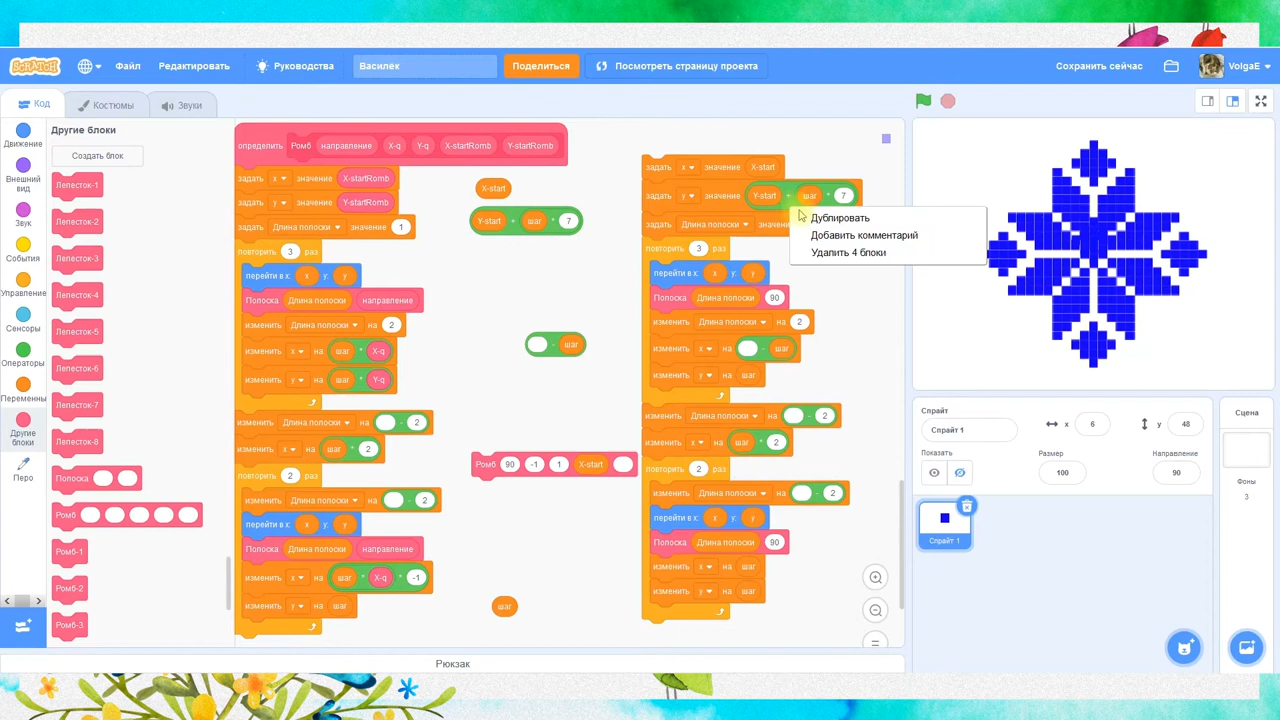 SCRATCH
Файл
Редактировать
Руководства
Василёк
Поделиться
Посмотреть страницу проекта
Сохранить сейчас
VolgaE
Код
Костюмы
Звуки
Движение
Внешний вид
Звук
События
Управление
Сенсоры
Операторы
Переменные
Другие блоки
Перо
Другие блоки
Создать блок
Лепесток-1
Лепесток-2
Лепесток-3
Лепесток-4
Лепесток-5
Лепесток-6
Лепесток-7
Лепесток-8
Полоска
Ромб
Ромб-1
Ромб-2
Ромб-3
определить Ромб направление X-q Y-q X-startRomb Y-startRomb
задать x значение X-startRomb
задать y значение Y-startRomb
задать Длина полоски значение 1
повторить 3 раз
перейти в x: x y: y
Полоска Длина полоски направление
изменить Длина полоски на 2
изменить x на шаг * X-q
изменить y на шаг * Y-q
изменить Длина полоски на - 2
изменить x на шаг * 2
повторить 2 раз
изменить Длина полоски на - 2
перейти в x: x y: y
Полоска Длина полоски направление
изменить x на шаг * X-q * -1
изменить y на шаг
X-start
Y-start + шаг * 7
- шаг
Ромб 90 -1 1 X-start
шаг
задать x значение X-start
задать y значение Y-start + шаг * 7
задать Длина полоски значени
повторить 3 раз
перейти в x: x y: y
Полоска Длина полоски 90
изменить Длина полоски на 2
изменить x на - шаг
изменить y на шаг
изменить Длина полоски на - 2
изменить x на шаг * 2
повторить 2 раз
изменить Длина полоски на - 2
перейти в x: x y: y
Полоска Длина полоски 90
изменить x на шаг
изменить y на шаг
Дублировать
Добавить комментарий
Удалить 4 блоки
Рюкзак
Спрайт
Спрайт 1
x 6
y 48
Показать
Размер
100
Направление
90
Спрайт 1
Сцена
Фоны
3